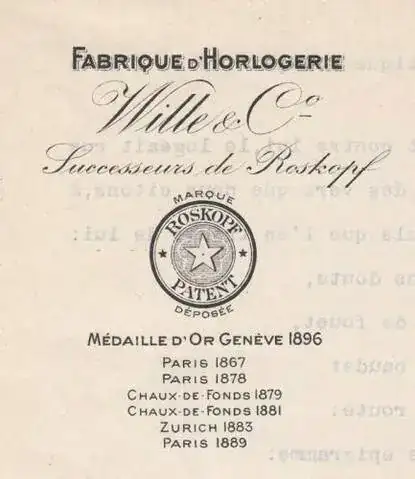 FABRIQUE D'HORLOGERIE
Wille & Co
Successeurs de Roskopf
MARQUE
ROSKOPF
PATENT
DÉPOSÉE
MÉDAILLE D'OR GENÈVE 1896
PARIS 1867
PARIS 1878
CHAUX-DE-FONDS 1879
CHAUX-DE-FONDS 1881
ZURICH 1883
PARIS 1889